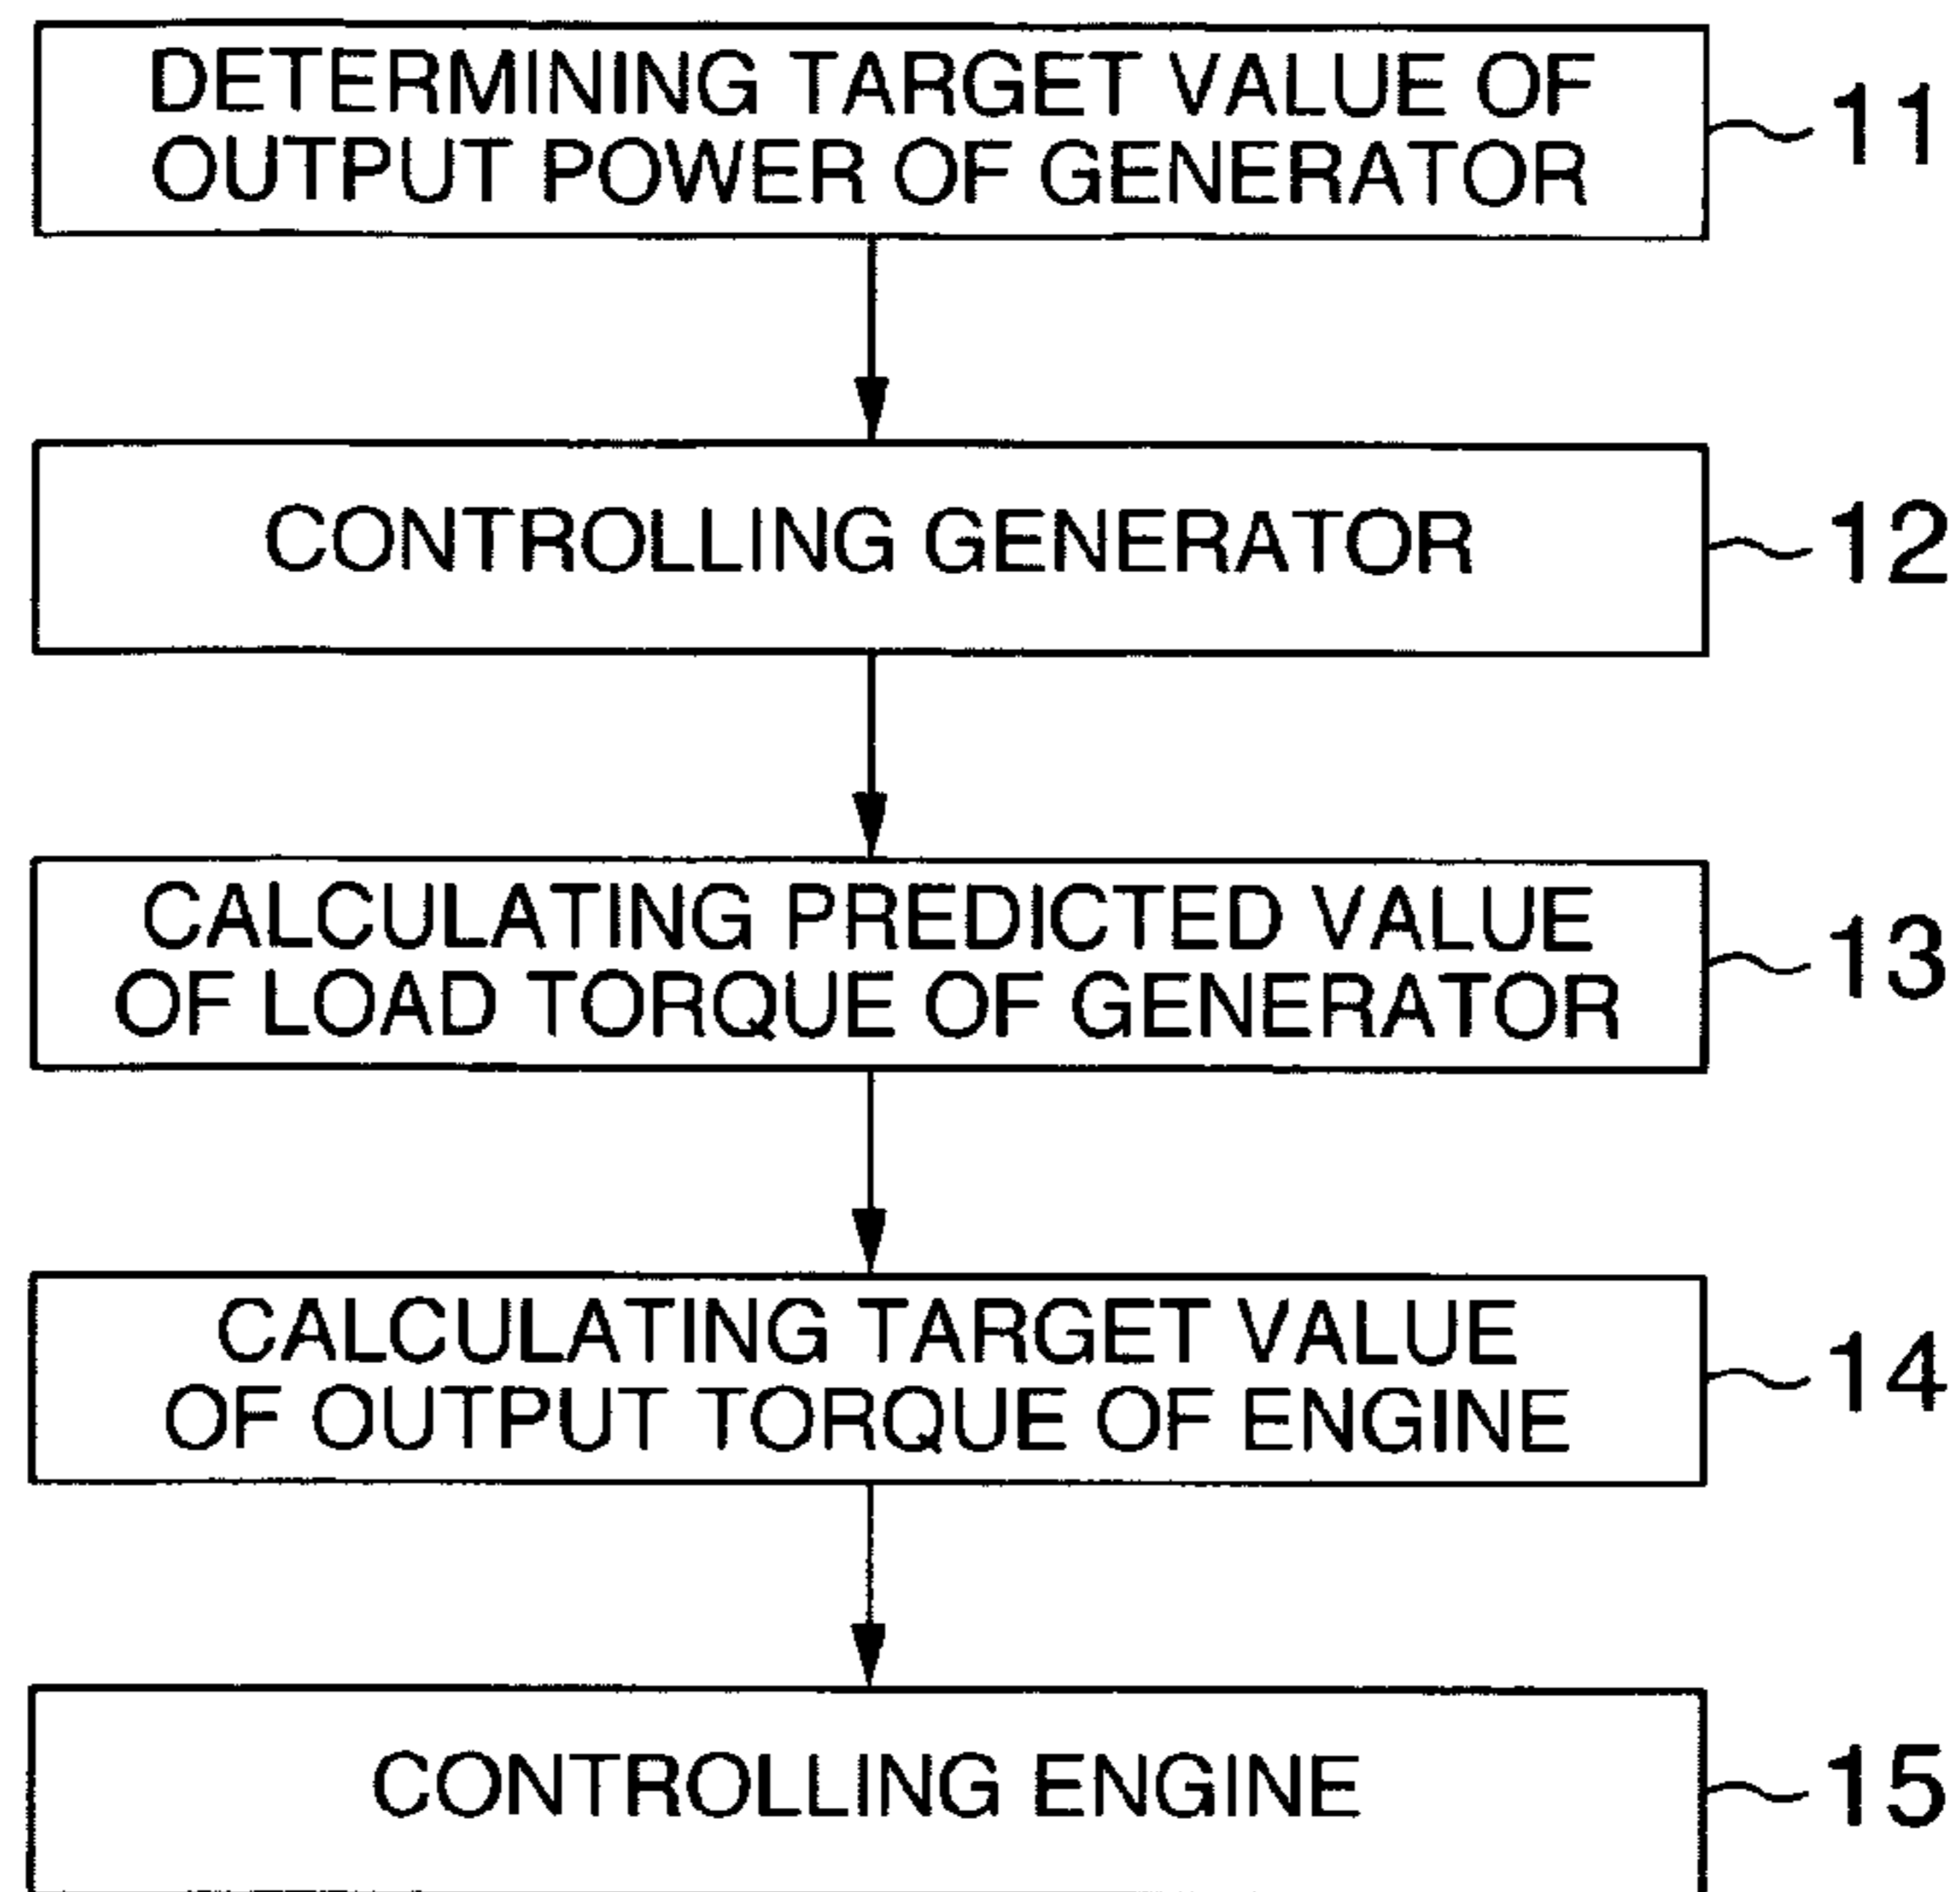 DETERMINING TARGET VALUE OF
OUTPUT POWER OF GENERATOR
11
CONTROLLING GENERATOR
12
CALCULATING PREDICTED VALUE
OF LOAD TORQUE OF GENERATOR
13
CALCULATING TARGET VALUE
OF OUTPUT TORQUE OF ENGINE
14
CONTROLLING ENGINE
15